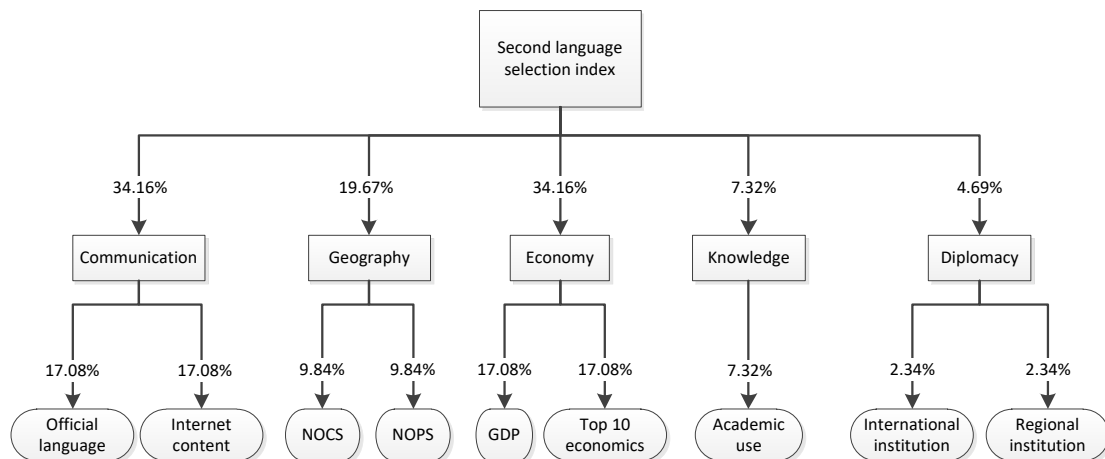 Second language
selection index
34.16%
19.67%
34.16%
7.32%
4.69%
Communication
Geography
Economy
Knowledge
Diplomacy
17.08%
17.08%
9.84%
9.84%
17.08%
17.08%
7.32%
2.34%
2.34%
Official
language
Internet
content
NOCS
NOPS
GDP
Top 10
economics
Academic
use
International
institution
Regional
institution